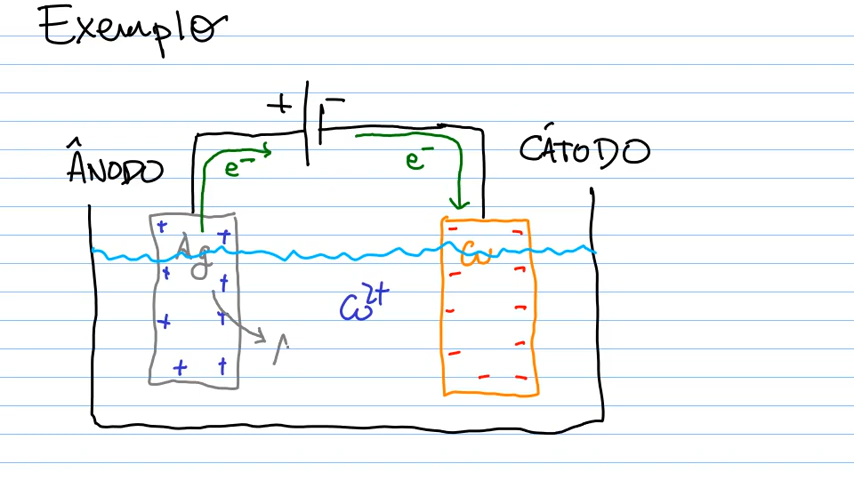 Exemplo
+ -
ÂNODO
e⁻
e⁻
CÁTODO
Ag
Cu
Cu²⁺